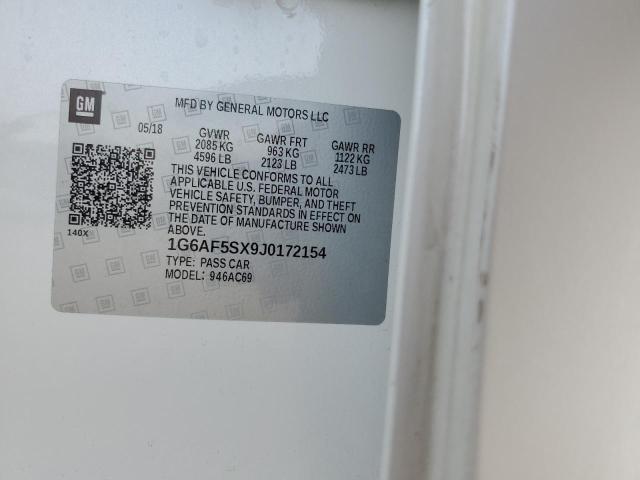 GM
MFD BY GENERAL MOTORS LLC
05/18 GVWR GAWR FRT GAWR RR
2085 KG 963 KG 1122 KG
4596 LB 2123 LB 2473 LB
THIS VEHICLE CONFORMS TO ALL
APPLICABLE U.S. FEDERAL MOTOR
VEHICLE SAFETY, BUMPER, AND THEFT
PREVENTION STANDARDS IN EFFECT ON
THE DATE OF MANUFACTURE SHOWN
ABOVE.
140X
1G6AF5SX9J0172154
TYPE: PASS CAR
MODEL: 946AC69